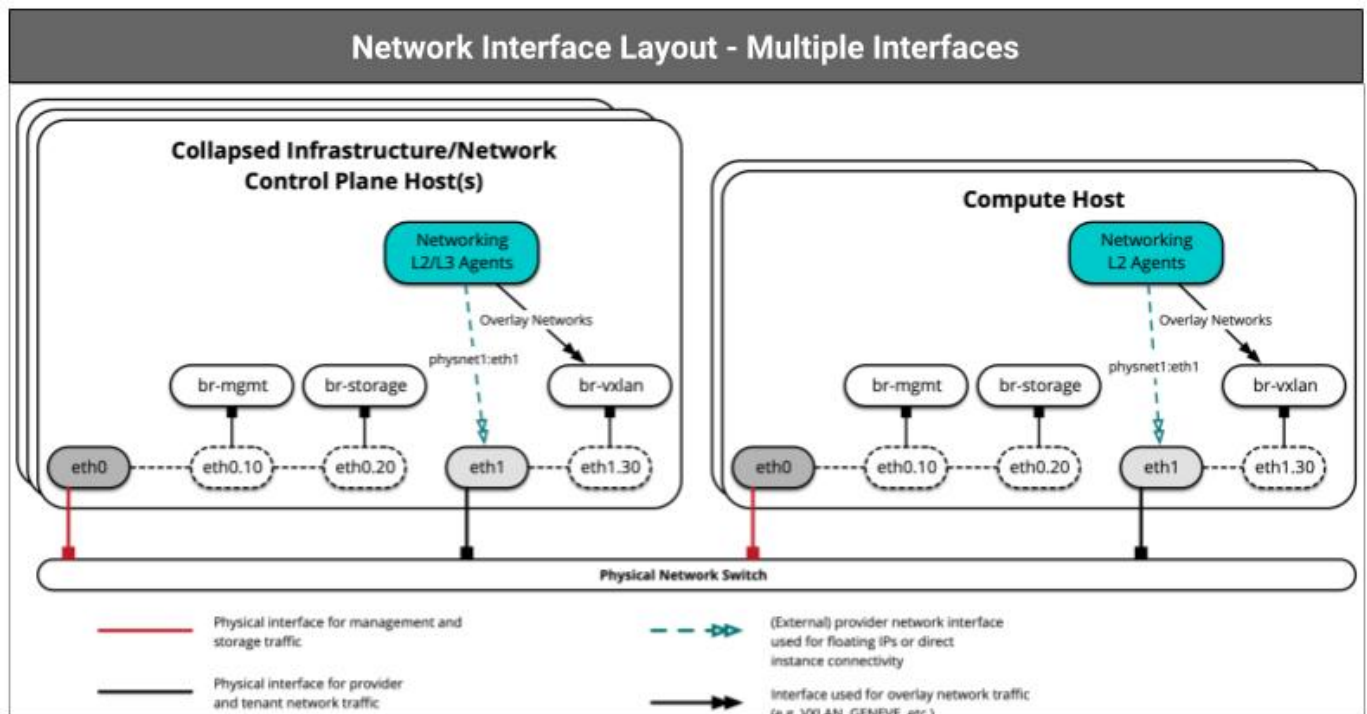 Network Interface Layout - Multiple Interfaces
Collapsed Infrastructure/Network
Control Plane Host(s)
Networking
L2/L3 Agents
Overlay Networks
physnet1:eth1
br-mgmt
br-storage
br-vxlan
eth0
eth0.10
eth0.20
eth1
eth1.30
Compute Host
Networking
L2 Agents
Overlay Networks
physnet1:eth1
br-mgmt
br-storage
br-vxlan
eth0
eth0.10
eth0.20
eth1
eth1.30
Physical Network Switch
Physical interface for management and
storage traffic
Physical interface for provider
and tenant network traffic
(External) provider network interface
used for floating IPs or direct
instance connectivity
Interface used for overlay network traffic
(e.g. VXLAN, GENEVE, etc.)